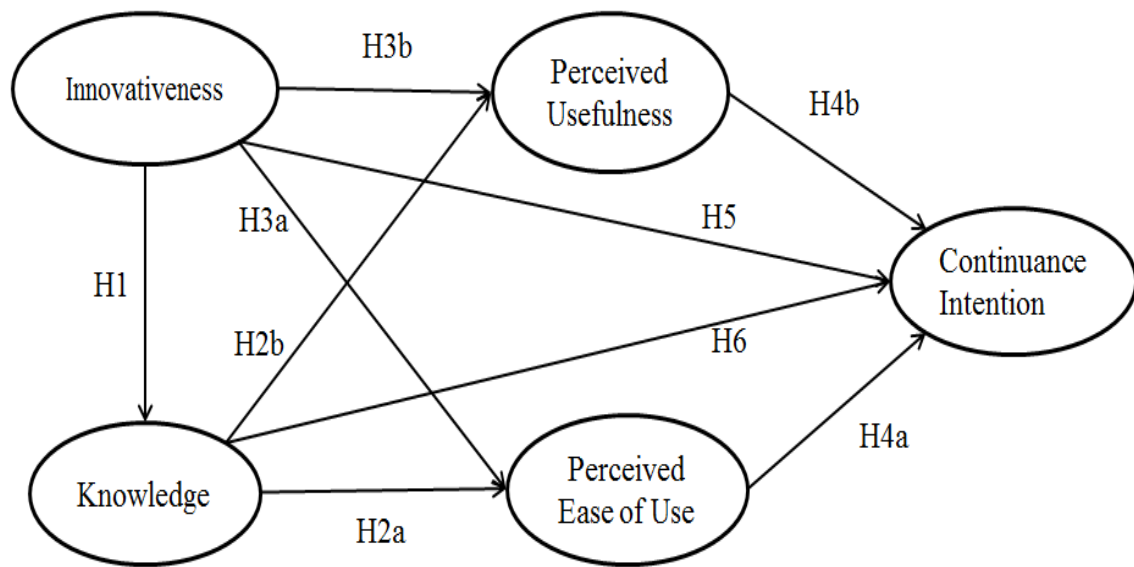 H3b
Perceived
Usefulness
Innovativeness
H4b
H3a
H5
Continuance
Intention
H1
H2b
H6
H4a
Perceived
Ease of Use
Knowledge
H2a